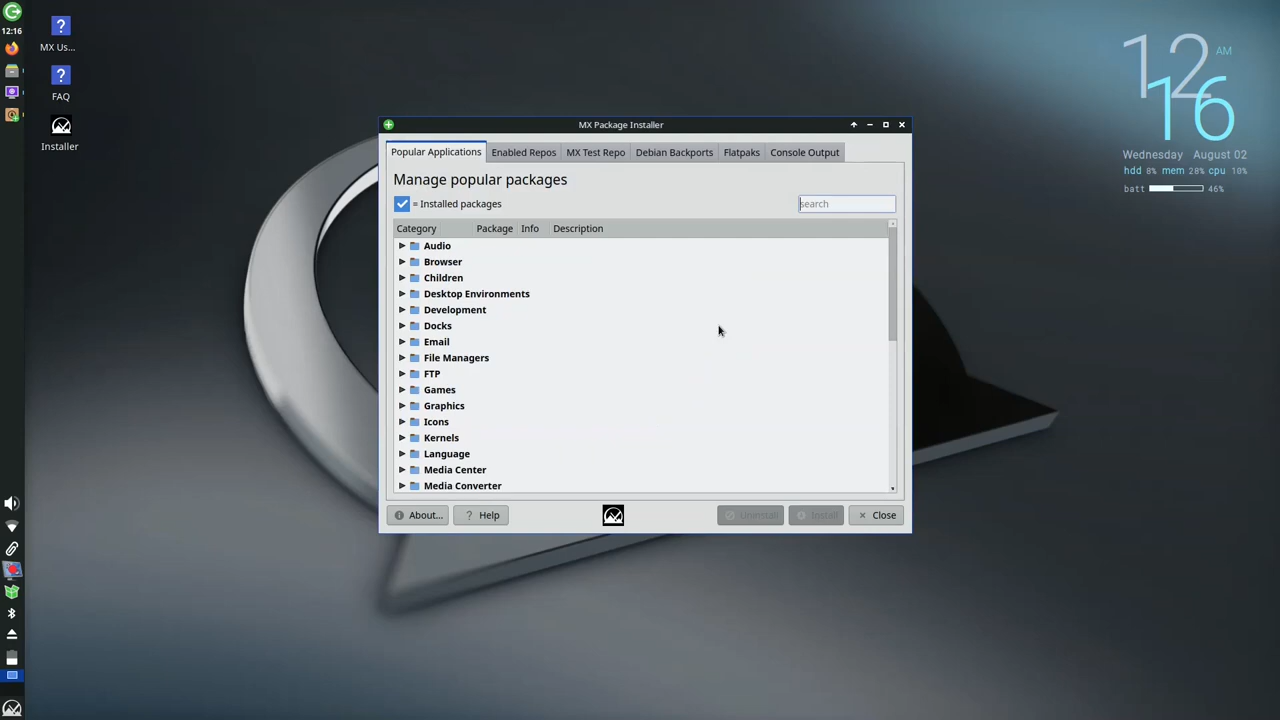 12:16
MX Us...
FAQ
Installer
12 AM
16
Wednesday August 02
hdd 8% mem 28% cpu 10%
batt 46%
MX Package Installer
Popular Applications Enabled Repos MX Test Repo Debian Backports Flatpaks Console Output
Manage popular packages
= Installed packages
search
Category Package Info Description
Audio
Browser
Children
Desktop Environments
Development
Docks
Email
File Managers
FTP
Games
Graphics
Icons
Kernels
Language
Media Center
Media Converter
About... ? Help Uninstall Install Close